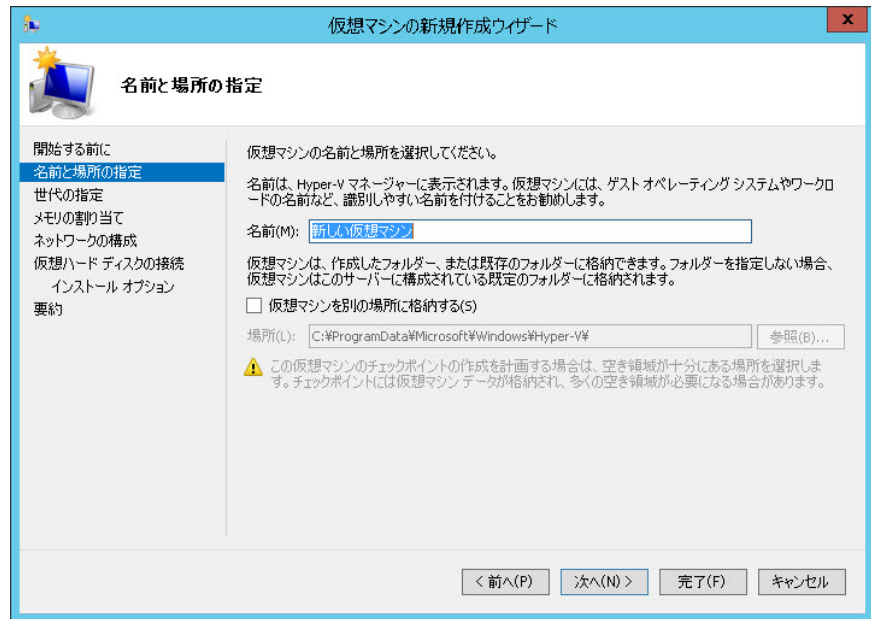 仮想マシンの新規作成ウィザード
x
名前と場所の指定
開始する前に
名前と場所の指定
世代の指定
メモリの割り当て
ネットワークの構成
仮想ハード ディスクの接続
インストール オプション
要約
仮想マシンの名前と場所を選択してください。
名前は、Hyper-V マネージャーに表示されます。仮想マシンには、ゲスト オペレーティング システムやワークロ
ードの名前など、識別しやすい名前を付けることをお勧めします。
名前(M): 新しい仮想マシン
仮想マシンは、作成したフォルダー、または既存のフォルダーに格納できます。フォルダーを指定しない場合、
仮想マシンはこのサーバーに構成されている既定のフォルダーに格納されます。
仮想マシンを別の場所に格納する(S)
場所(L): C:¥ProgramData¥Microsoft¥Windows¥Hyper-V¥ 参照(B)...
この仮想マシンのチェックポイントの作成を計画する場合は、空き領域が十分にある場所を選択しま
す。チェックポイントには仮想マシン データが格納され、多くの空き領域が必要になる場合があります。
< 前へ(P) 次へ(N) > 完了(F) キャンセル